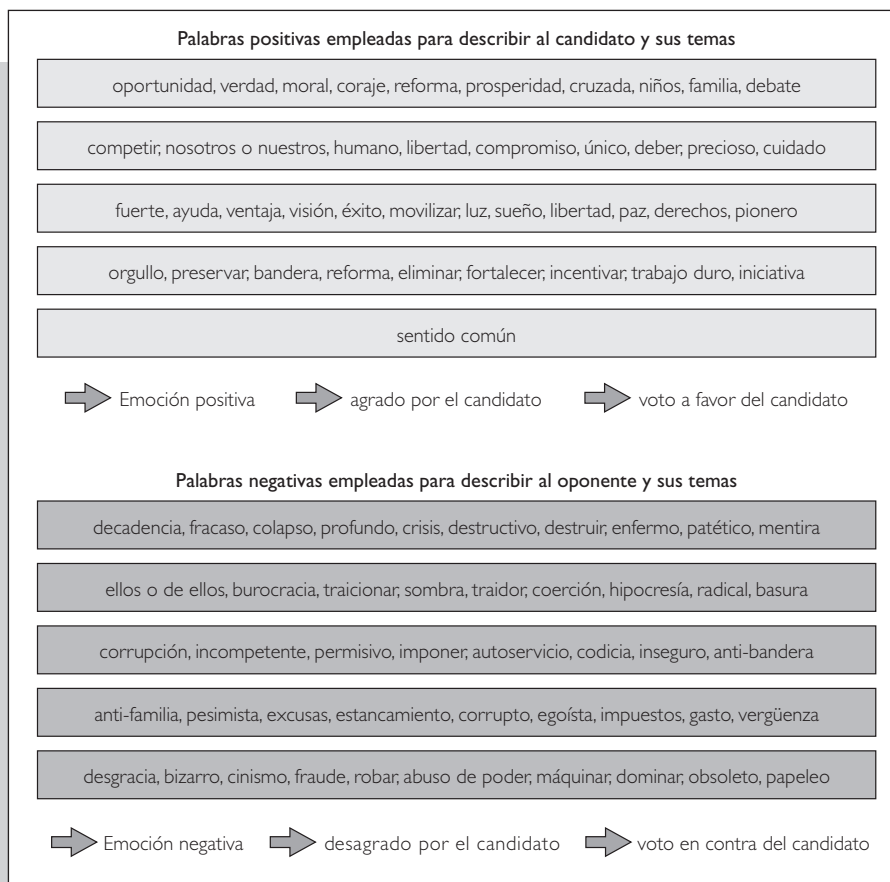 Palabras positivas empleadas para describir al candidato y sus temas
oportunidad, verdad, moral, coraje, reforma, prosperidad, cruzada, niños, familia, debate
competir, nosotros o nuestros, humano, libertad, compromiso, único, deber, precioso, cuidado
fuerte, ayuda, ventaja, visión, éxito, movilizar, luz, sueño, libertad, paz, derechos, pionero
orgullo, preservar, bandera, reforma, eliminar, fortalecer, incentivar, trabajo duro, iniciativa
sentido común
Emoción positiva agrado por el candidato voto a favor del candidato
Palabras negativas empleadas para describir al oponente y sus temas
decadencia, fracaso, colapso, profundo, crisis, destructivo, destruir, enfermo, patético, mentira
ellos o de ellos, burocracia, traicionar, sombra, traidor, coerción, hipocresía, radical, basura
corrupción, incompetente, permisivo, imponer, autoservicio, codicia, inseguro, anti-bandera
anti-familia, pesimista, excusas, estancamiento, corrupto, egoísta, impuestos, gasto, vergüenza
desgracia, bizarro, cinismo, fraude, robar, abuso de poder, máquinar, dominar, obsoleto, papeleo
Emoción negativa desagrado por el candidato voto en contra del candidato